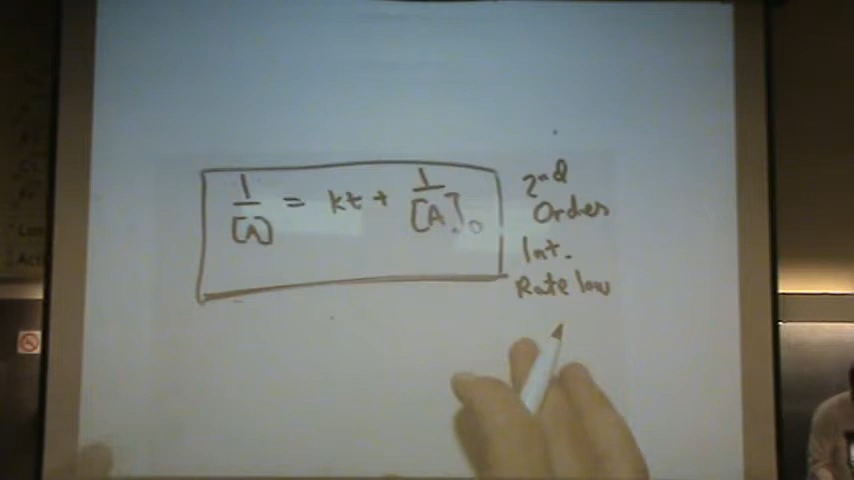 1/[A] = kt + 1/[A]₀
2nd
Order
Int.
Rate law